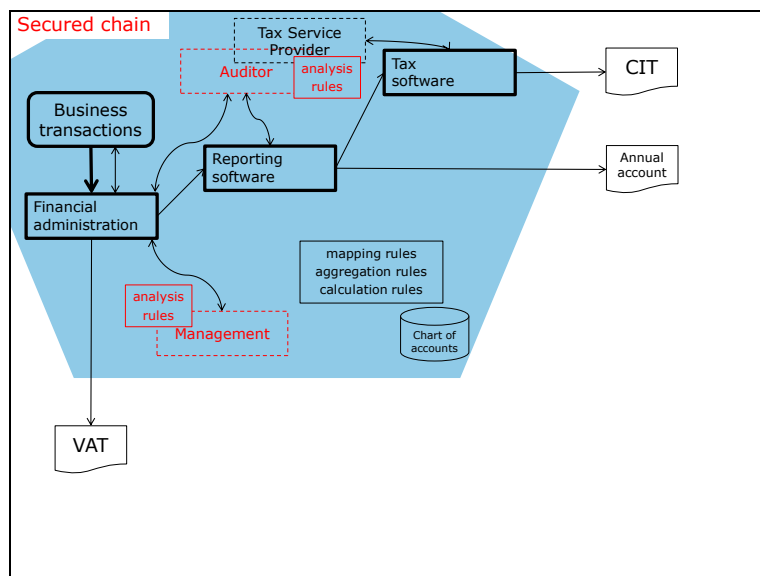 Secured chain
Tax Service
Provider
Auditor
analysis
rules
Tax
software
CIT
Business
transactions
Reporting
software
Annual
account
Financial
administration
mapping rules
aggregation rules
calculation rules
analysis
rules
Management
Chart of
accounts
VAT